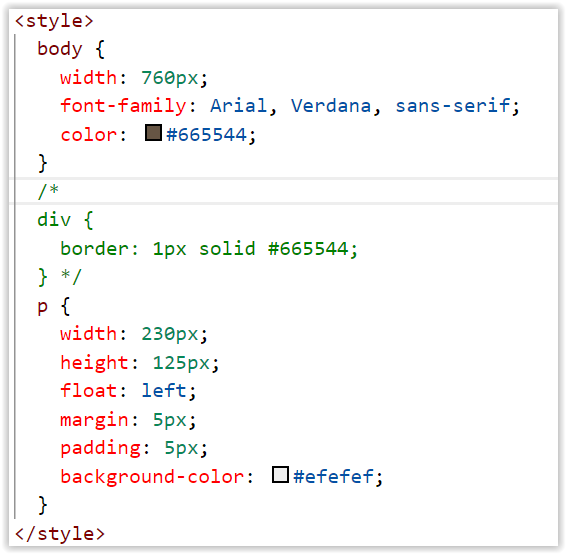 <style>
body {
width: 760px;
font-family: Arial, Verdana, sans-serif;
color: #665544;
}
/*
div {
border: 1px solid #665544;
} */
p {
width: 230px;
height: 125px;
float: left;
margin: 5px;
padding: 5px;
background-color: #efefef;
}
</style>